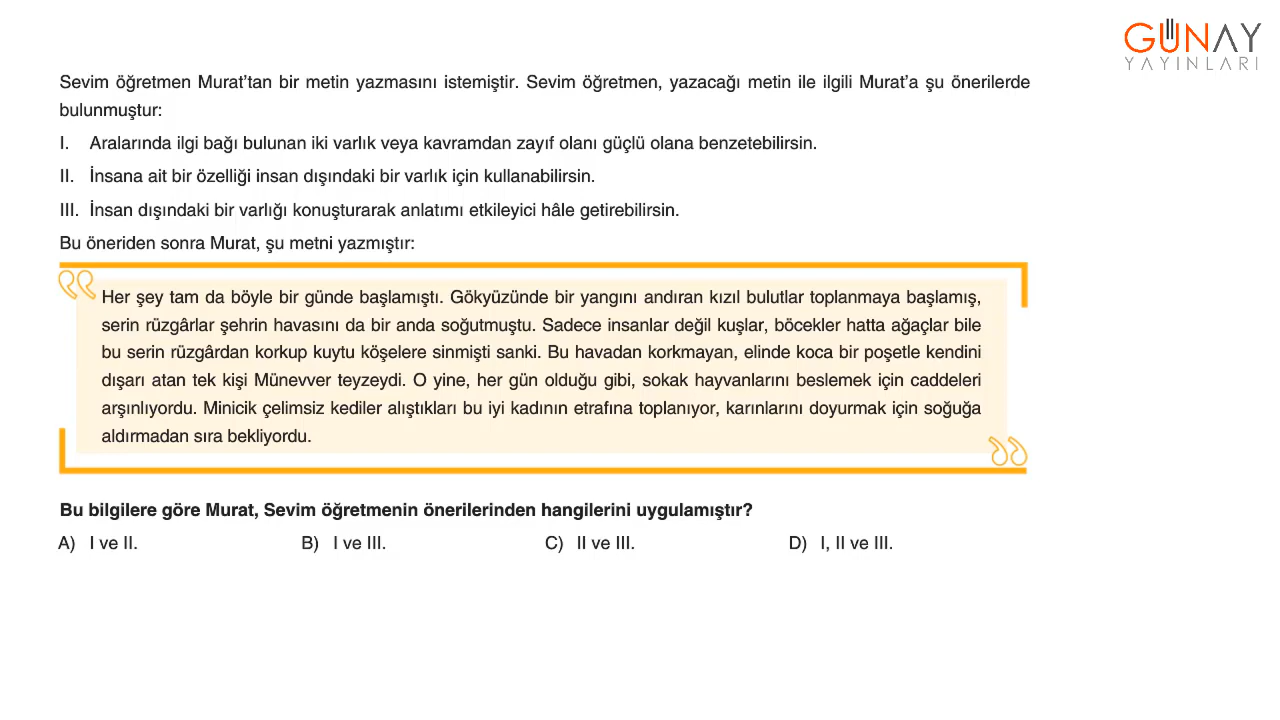 GÜNAY
YAYINLARI
Sevim öğretmen Murat’tan bir metin yazmasını istemiştir. Sevim öğretmen, yazacağı metin ile ilgili Murat’a şu önerilerde
bulunmuştur:
I. Aralarında ilgi bağı bulunan iki varlık veya kavramdan zayıf olanı güçlü olana benzetebilirsin.
II. İnsana ait bir özelliği insan dışındaki bir varlık için kullanabilirsin.
III. İnsan dışındaki bir varlığı konuşturarak anlatımı etkileyici hâle getirebilirsin.
Bu öneriden sonra Murat, şu metni yazmıştır:
Her şey tam da böyle bir günde başlamıştı. Gökyüzünde bir yangını andıran kızıl bulutlar toplanmaya başlamış,
serin rüzgârlar şehrin havasını da bir anda soğutmuştu. Sadece insanlar değil kuşlar, böcekler hatta ağaçlar bile
bu serin rüzgârdan korkup kuytu köşelere sinmişti sanki. Bu havadan korkmayan, elinde koca bir poşetle kendini
dışarı atan tek kişi Münevver teyzeydi. O yine, her gün olduğu gibi, sokak hayvanlarını beslemek için caddeleri
arşınlıyordu. Minicik çelimsiz kediler alıştıkları bu iyi kadının etrafına toplanıyor, karınlarını doyurmak için soğuğa
aldırmadan sıra bekliyordu.
Bu bilgilere göre Murat, Sevim öğretmenin önerilerinden hangilerini uygulamıştır?
A) I ve II. B) I ve III. C) II ve III. D) I, II ve III.